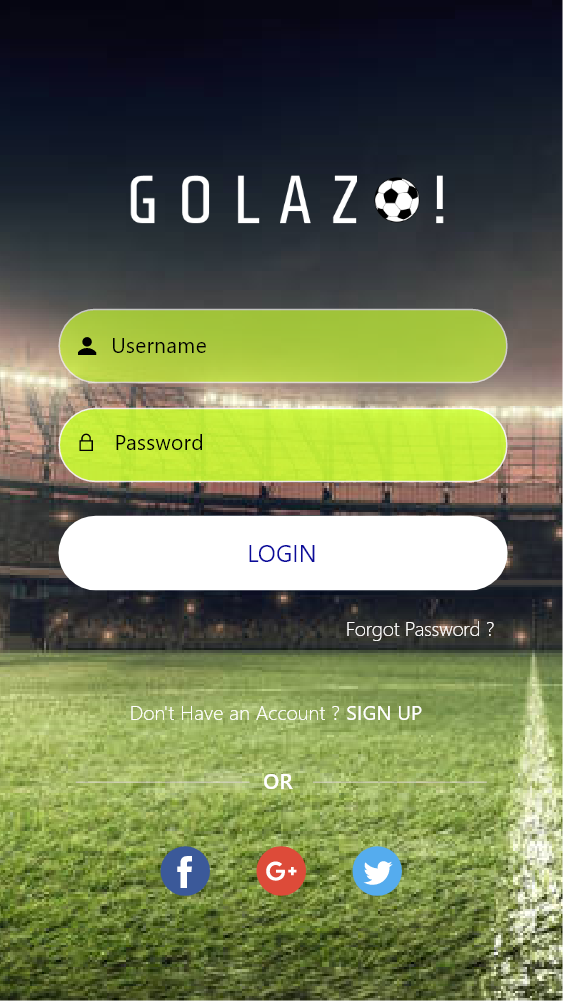 GOLAZ⚽!
Username
Password
LOGIN
Forgot Password ?
Don't Have an Account ? SIGN UP
OR
f
G+